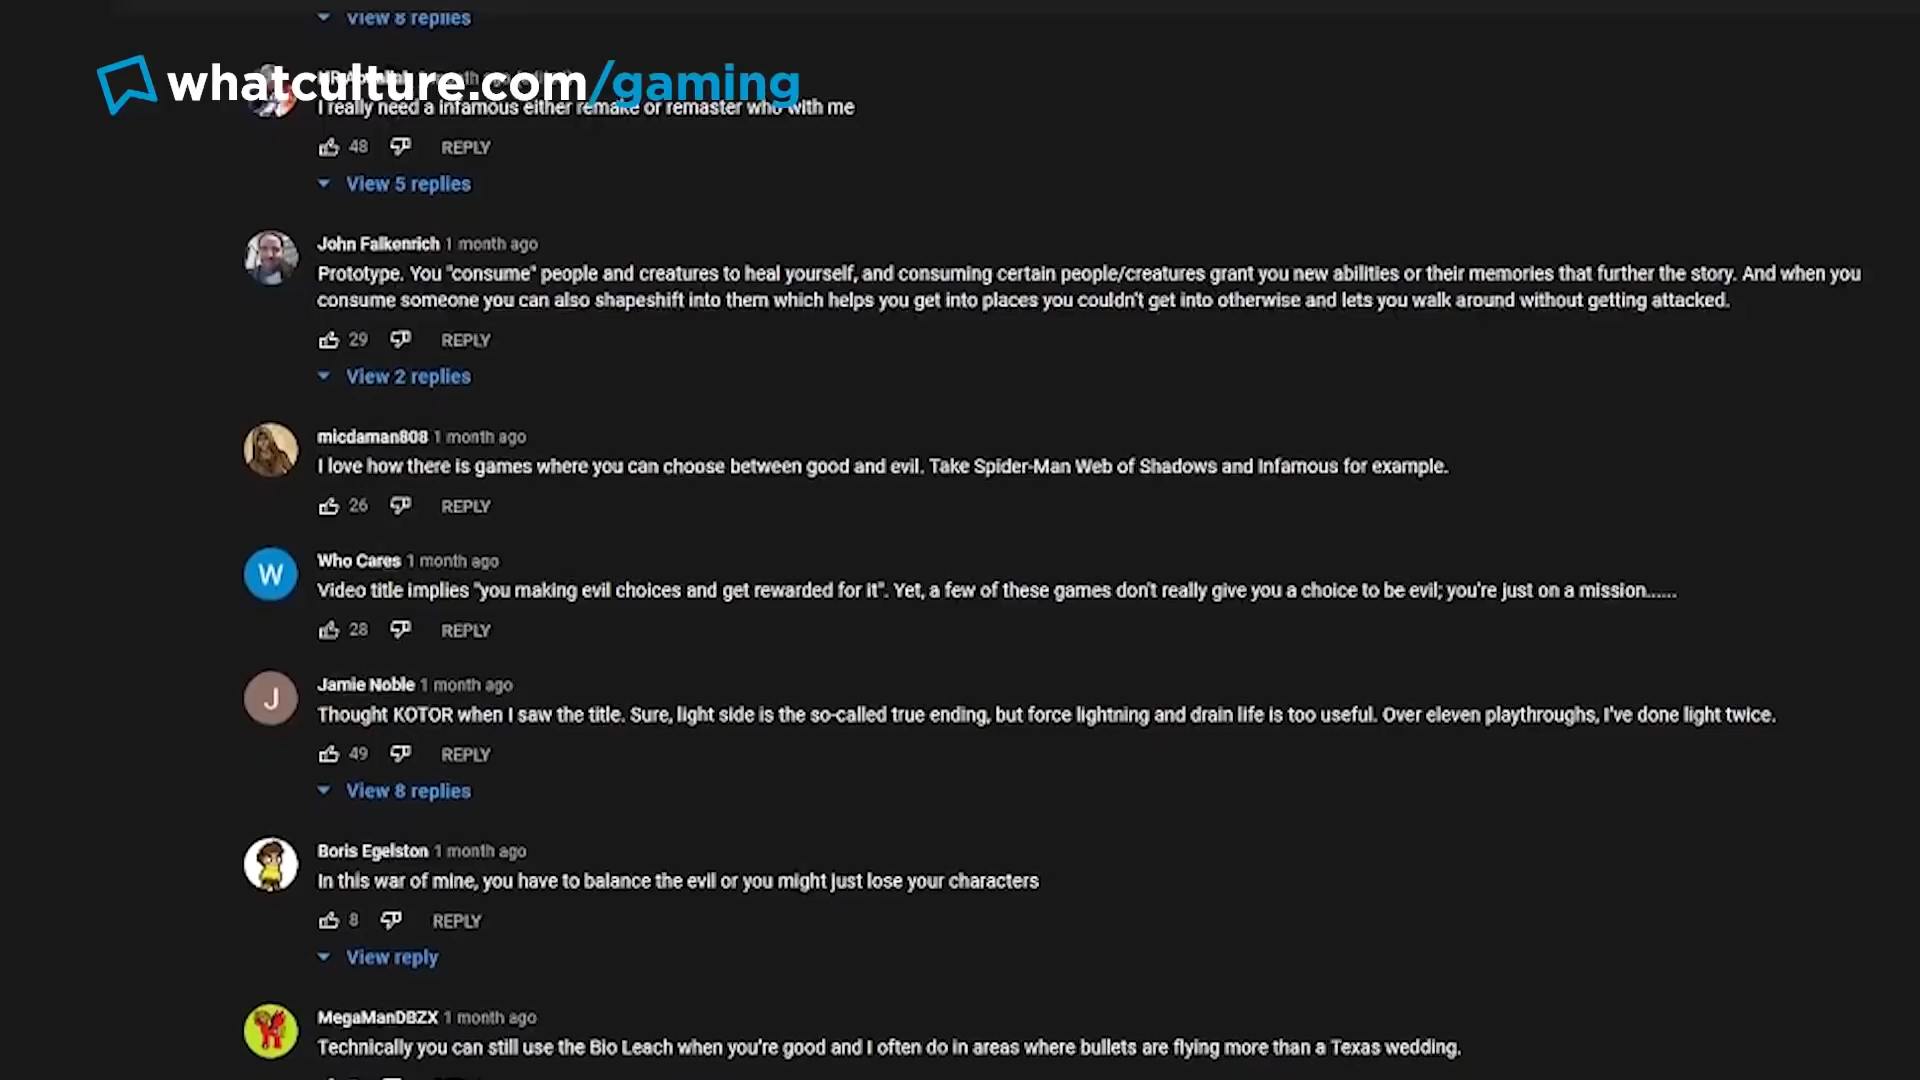 View 8 replies
whatculture.com/gaming
I really need a infamous either remake or remaster who with me
48 REPLY
View 5 replies
John Falkenrich 1 month ago
Prototype. You "consume" people and creatures to heal yourself, and consuming certain people/creatures grant you new abilities or their memories that further the story. And when you
consume someone you can also shapeshift into them which helps you get into places you couldn't get into otherwise and lets you walk around without getting attacked.
29 REPLY
View 2 replies
micdaman808 1 month ago
I love how there is games where you can choose between good and evil. Take Spider-Man Web of Shadows and Infamous for example.
26 REPLY
W
Who Cares 1 month ago
Video title implies "you making evil choices and get rewarded for it". Yet, a few of these games don't really give you a choice to be evil; you're just on a mission......
28 REPLY
J
Jamie Noble 1 month ago
Thought KOTOR when I saw the title. Sure, light side is the so-called true ending, but force lightning and drain life is too useful. Over eleven playthroughs, I've done light twice.
49 REPLY
View 8 replies
Boris Egelston 1 month ago
In this war of mine, you have to balance the evil or you might just lose your characters
8 REPLY
View reply
MegaManDBZX 1 month ago
Technically you can still use the Bio Leach when you're good and I often do in areas where bullets are flying more than a Texas wedding.